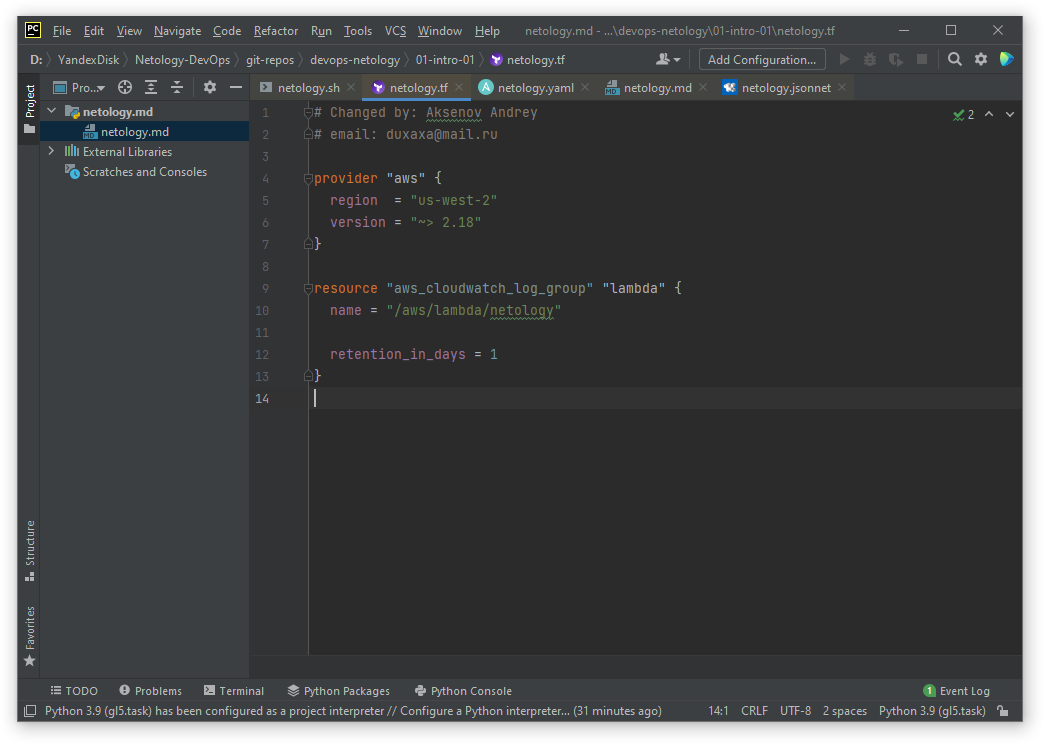 PC File Edit View Navigate Code Refactor Run Tools VCS Window Help netology.md - ...\devops-netology\01-intro-01\netology.tf
D: YandexDisk Netology-DevOps git-repos devops-netology 01-intro-01 netology.tf Add Configuration...
Project Pro... netology.sh netology.tf netology.yaml netology.md netology.jsonnet
netology.md
netology.md
External Libraries
Scratches and Consoles
1 # Changed by: Aksenov Andrey 2
2 # email: duxaxa@mail.ru
3
4 provider "aws" {
5 region  = "us-west-2"
6 version = "~> 2.18"
7 }
8
9 resource "aws_cloudwatch_log_group" "lambda" {
10 name = "/aws/lambda/netology"
11
12 retention_in_days = 1
13 }
14
Structure
Favorites
TODO Problems Terminal Python Packages Python Console 1 Event Log
Python 3.9 (gl5.task) has been configured as a project interpreter // Configure a Python interpreter... (31 minutes ago) 14:1 CRLF UTF-8 2 spaces Python 3.9 (gl5.task)